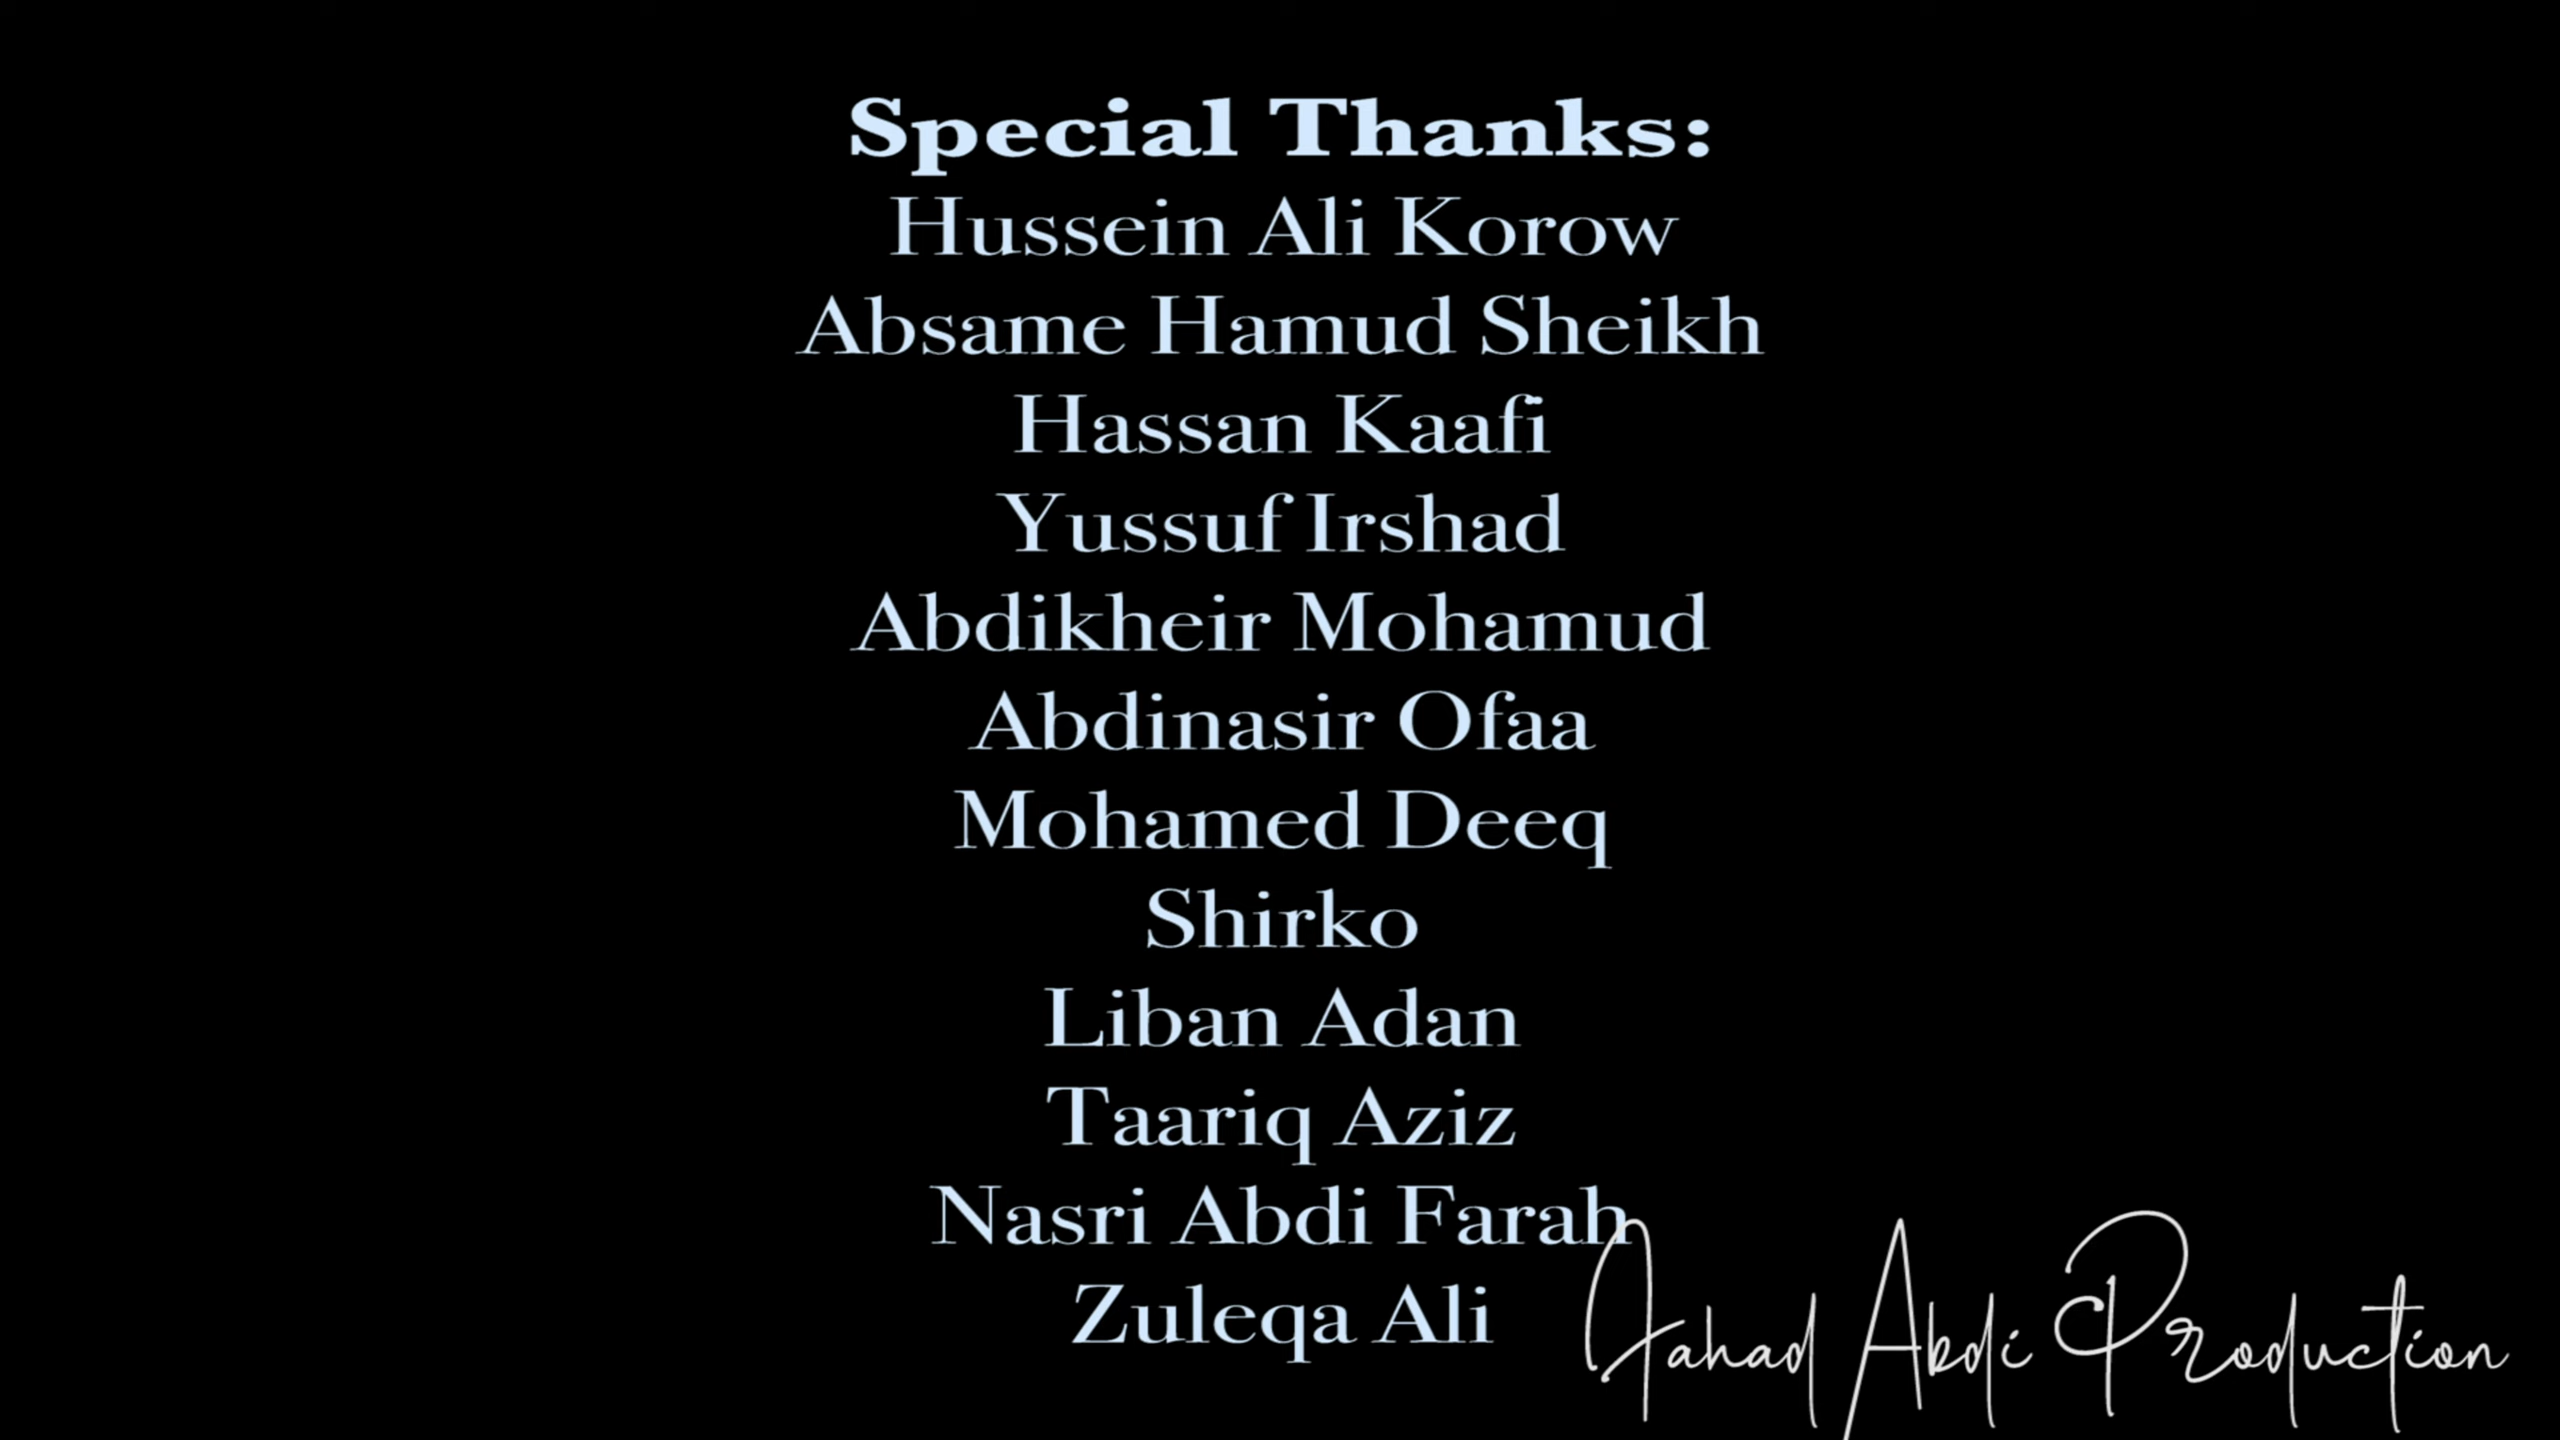 Special Thanks:
Hussein Ali Korow
Absame Hamud Sheikh
Hassan Kaafi
Yussuf Irshad
Abdikheir Mohamud
Abdinasir Ofaa
Mohamed Deeq
Shirko
Liban Adan
Taariq Aziz
Nasri Abdi Farah
Zuleqa Ali
Fahad Abdi Production